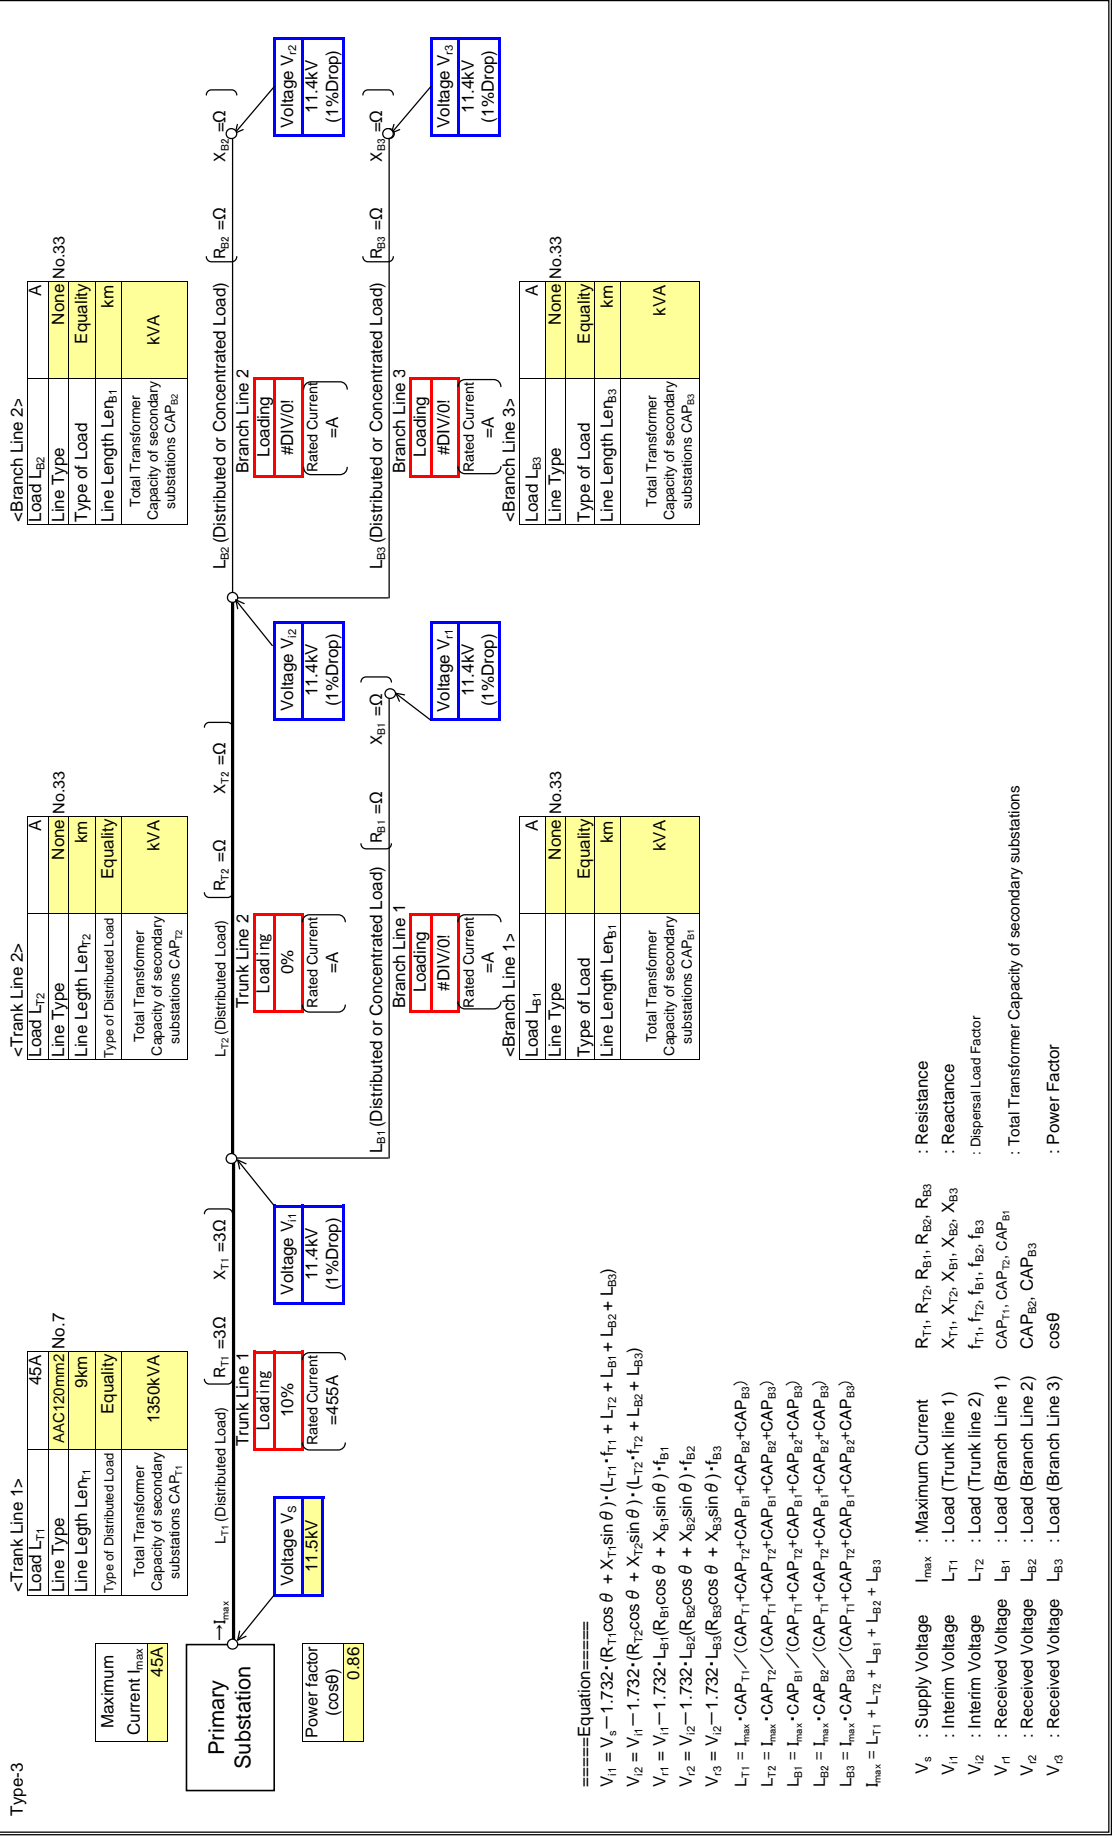 Type-3
Maximum
Current Imax
45A
Primary
Substation
Power factor
(cosθ)
0.86
→Imax
Voltage VS
11.5kV
<Trank Line 1>
Load LT1 45A
Line Type AAC120mm2 No.7
Line Length LenT1 9km
Type of Distributed Load Equality
Total Transformer
Capacity of secondary
substations CAPT1
1350kVA
LT1 (Distributed Load)
RT1 =3Ω XT1 =3Ω
Trunk Line 1
Loading
10%
Rated Current
=455A
Voltage Vi1
11.4kV
(1%Drop)
<Trank Line 2>
Load LT2 A
Line Type None No.33
Line Legth LenT2 km
Type of Distributed Load Equality
Total Transformer
Capacity of secondary
substations CAPT2
kVA
LT2 (Distributed Load)
RT2 =Ω XT2 =Ω
Trunk Line 2
Loading
0%
Rated Current
=A
Voltage Vi2
11.4kV
(1%Drop)
LB1 (Distributed or Concentrated Load)
RB1 =Ω XB1 =Ω
Branch Line 1
Loading
#DIV/0!
Rated Current
=A
Voltage Vr1
11.4kV
(1%Drop)
<Branch Line 1>
Load LB1 A
Line Type None No.33
Type of Load Equality
Line Length LenB1 km
Total Transformer
Capacity of secondary
substations CAPB1
kVA
<Branch Line 2>
Load LB2 A
Line Type None No.33
Type of Load Equality
Line Length LenB1 km
Total Transformer
Capacity of secondary
substations CAPB2
kVA
LB2 (Distributed or Concentrated Load)
RB2 =Ω XB2 =Ω
Branch Line 2
Loading
#DIV/0!
Rated Current
=A
Voltage Vr2
11.4kV
(1%Drop)
LB3 (Distributed or Concentrated Load)
RB3 =Ω XB3 =Ω
Branch Line 3
Loading
#DIV/0!
Rated Current
=A
Voltage Vr3
11.4kV
(1%Drop)
<Branch Line 3>
Load LB3 A
Line Type None No.33
Type of Load Equality
Line Length LenB3 km
Total Transformer
Capacity of secondary
substations CAPB3
kVA
=====Equation=====
Vi1 = Vs－1.732・(RT1cos θ + XT1sin θ)・(LT1・fT1 + LT2 + LB1 + LB2 + LB3)
Vi2 = Vi1－1.732・(RT2cos θ + XT2sin θ)・(LT2・fT2 + LB2 + LB3)
Vr1 = Vi1－1.732・LB1(RB1cos θ + XB1sin θ)・fB1
Vr2 = Vi2－1.732・LB2(RB2cos θ + XB2sin θ)・fB2
Vr3 = Vi2－1.732・LB3(RB3cos θ + XB3sin θ)・fB3
LT1 = Imax・CAPT1／(CAPT1+CAPT2+CAPB1+CAPB2+CAPB3)
LT2 = Imax・CAPT2／(CAPT1+CAPT2+CAPB1+CAPB2+CAPB3)
LB1 = Imax・CAPB1／(CAPT1+CAPT2+CAPB1+CAPB2+CAPB3)
LB2 = Imax・CAPB2／(CAPT1+CAPT2+CAPB1+CAPB2+CAPB3)
LB3 = Imax・CAPB3／(CAPT1+CAPT2+CAPB1+CAPB2+CAPB3)
Imax = LT1 + LT2 + LB1 + LB2 + LB3
Vs : Supply Voltage Imax : Maximum Current RT1, RT2, RB1, RB2, RB3 : Resistance
Vi1 : Interim Voltage LT1 : Load (Trunk line 1) XT1, XT2, XB1, XB2, XB3 : Reactance
Vi2 : Interim Voltage LT2 : Load (Trunk line 2) fT1, fT2, fB1, fB2, fB3 : Dispersal Load Factor
Vr1 : Received Voltage LB1 : Load (Branch Line 1) CAPT1, CAPT2, CAPB1 : Total Transformer Capacity of secondary substations
Vr2 : Received Voltage LB2 : Load (Branch Line 2) CAPB2, CAPB3
Vr3 : Received Voltage LB3 : Load (Branch Line 3) cosθ : Power Factor